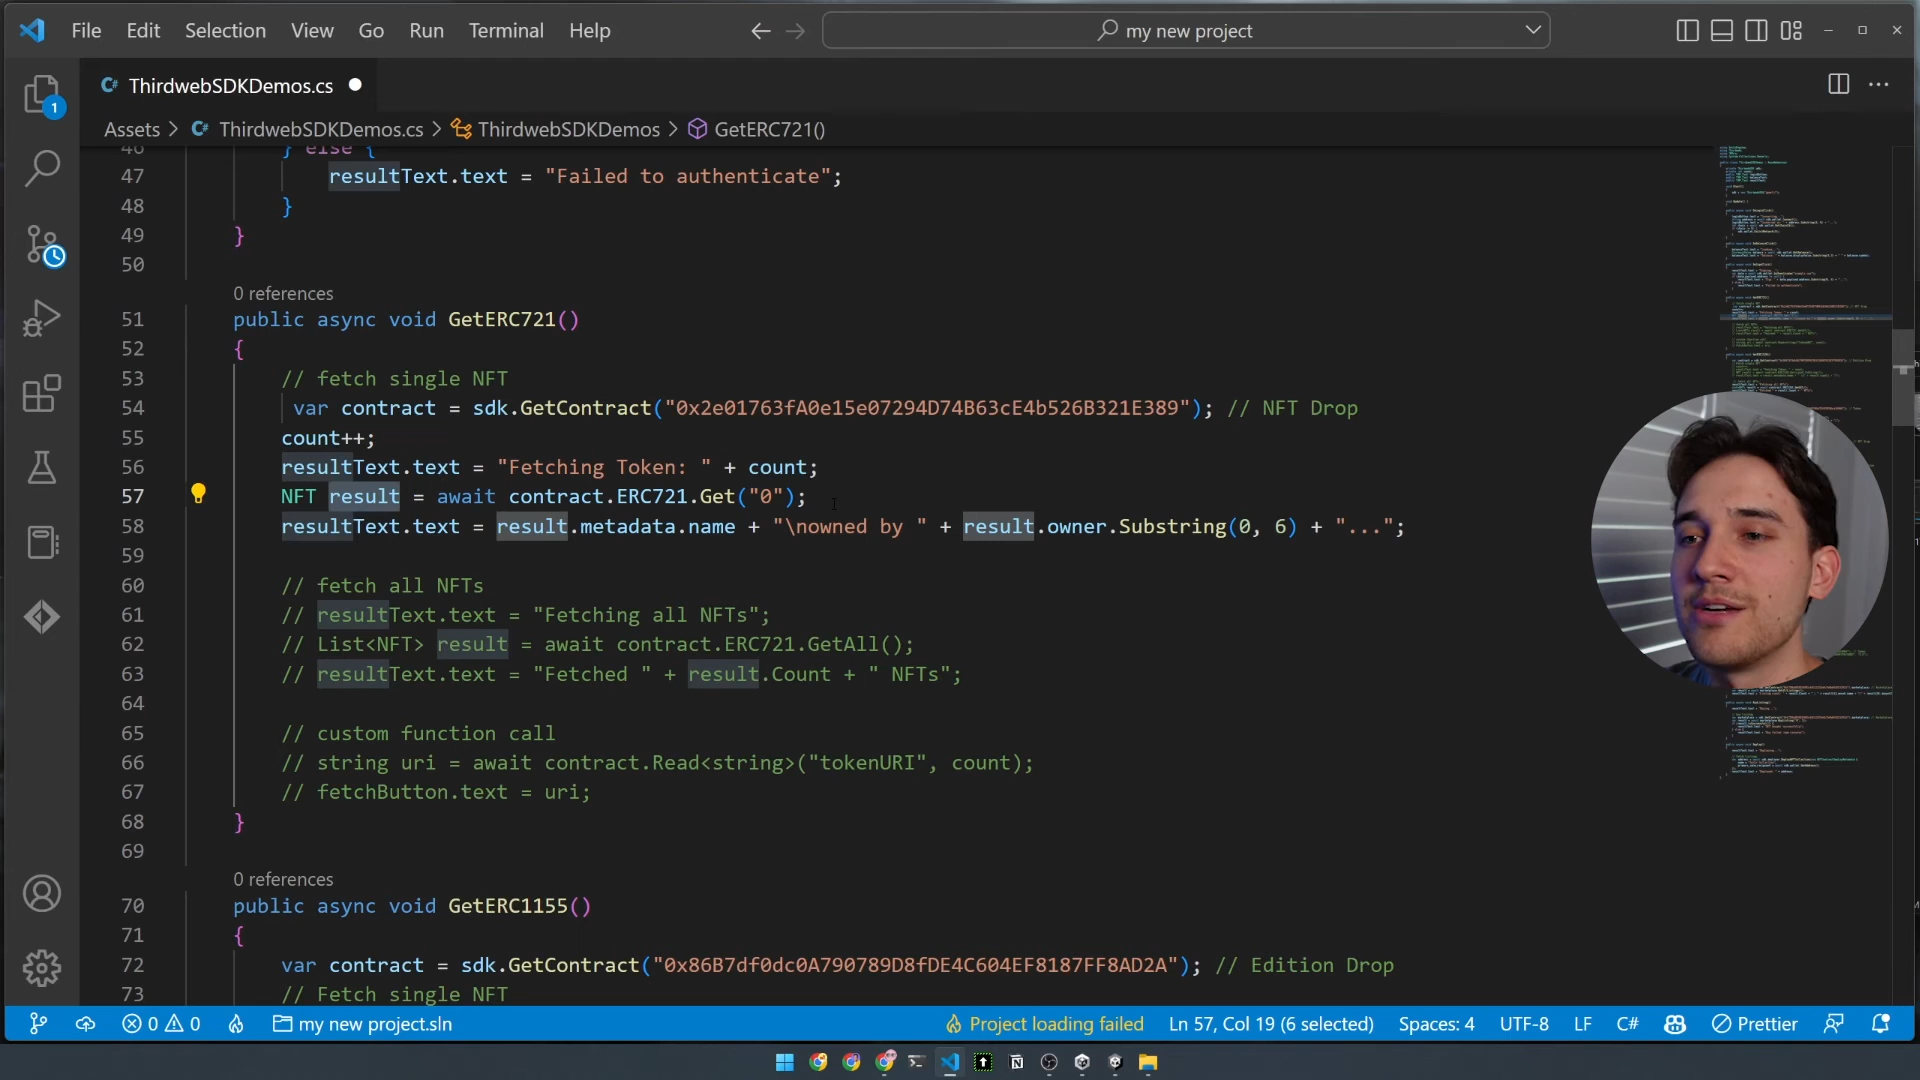 File Edit Selection View Go Run Terminal Help
my new project
1
C# ThirdwebSDKDemos.cs
Assets > C# ThirdwebSDKDemos.cs > ThirdwebSDKDemos > GetERC721()
46 } else {
47 resultText.text = "Failed to authenticate";
48 }
49 }
50
0 references
51 public async void GetERC721()
52 {
53 // fetch single NFT
54 var contract = sdk.GetContract("0x2e01763fA0e15e07294D74B63cE4b526B321E389"); // NFT Drop
55 count++;
56 resultText.text = "Fetching Token: " + count;
57 NFT result = await contract.ERC721.Get("0");
58 resultText.text = result.metadata.name + "\nowned by " + result.owner.Substring(0, 6) + "...";
59
60 // fetch all NFTs
61 // resultText.text = "Fetching all NFTs";
62 // List<NFT> result = await contract.ERC721.GetAll();
63 // resultText.text = "Fetched " + result.Count + " NFTs";
64
65 // custom function call
66 // string uri = await contract.Read<string>("tokenURI", count);
67 // fetchButton.text = uri;
68 }
69
0 references
70 public async void GetERC1155()
71 {
72 var contract = sdk.GetContract("0x86B7df0dc0A790789D8fDE4C604EF8187FF8AD2A"); // Edition Drop
73 // Fetch single NFT
0 0 my new project.sln Project loading failed Ln 57, Col 19 (6 selected) Spaces: 4 UTF-8 LF C# Prettier